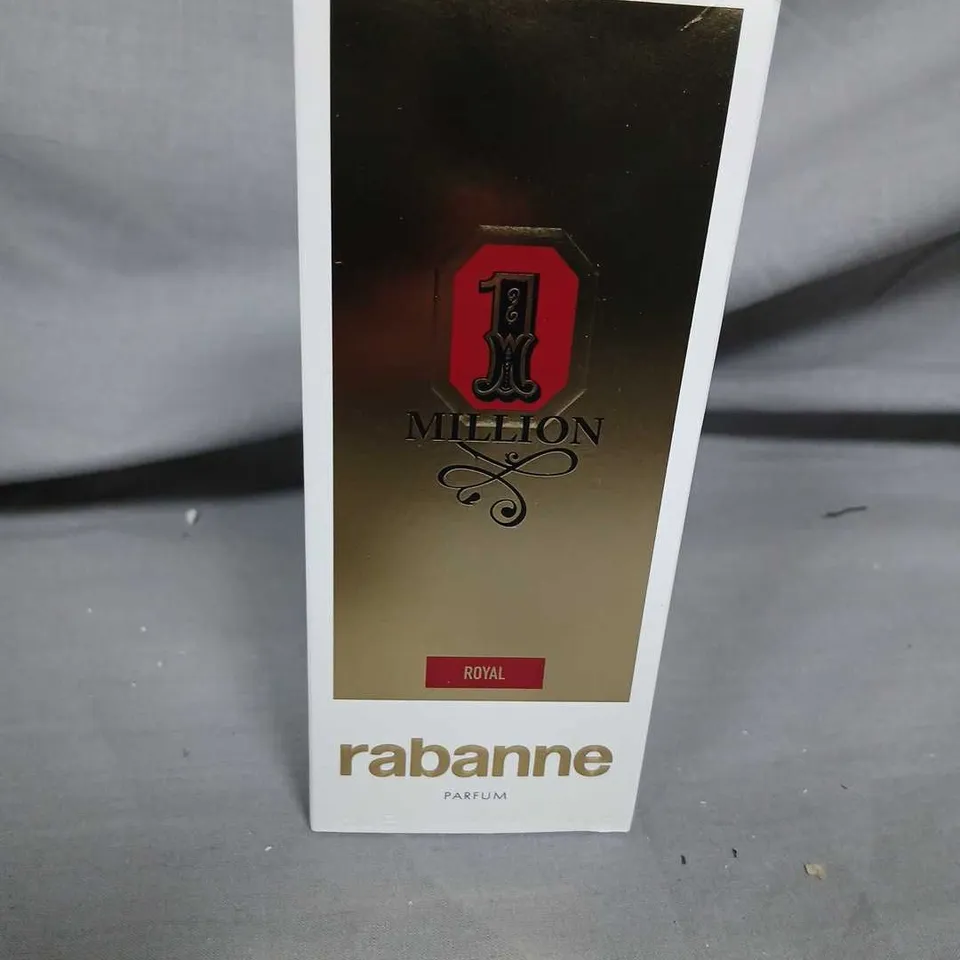 1
MILLION
ROYAL
rabanne
PARFUM